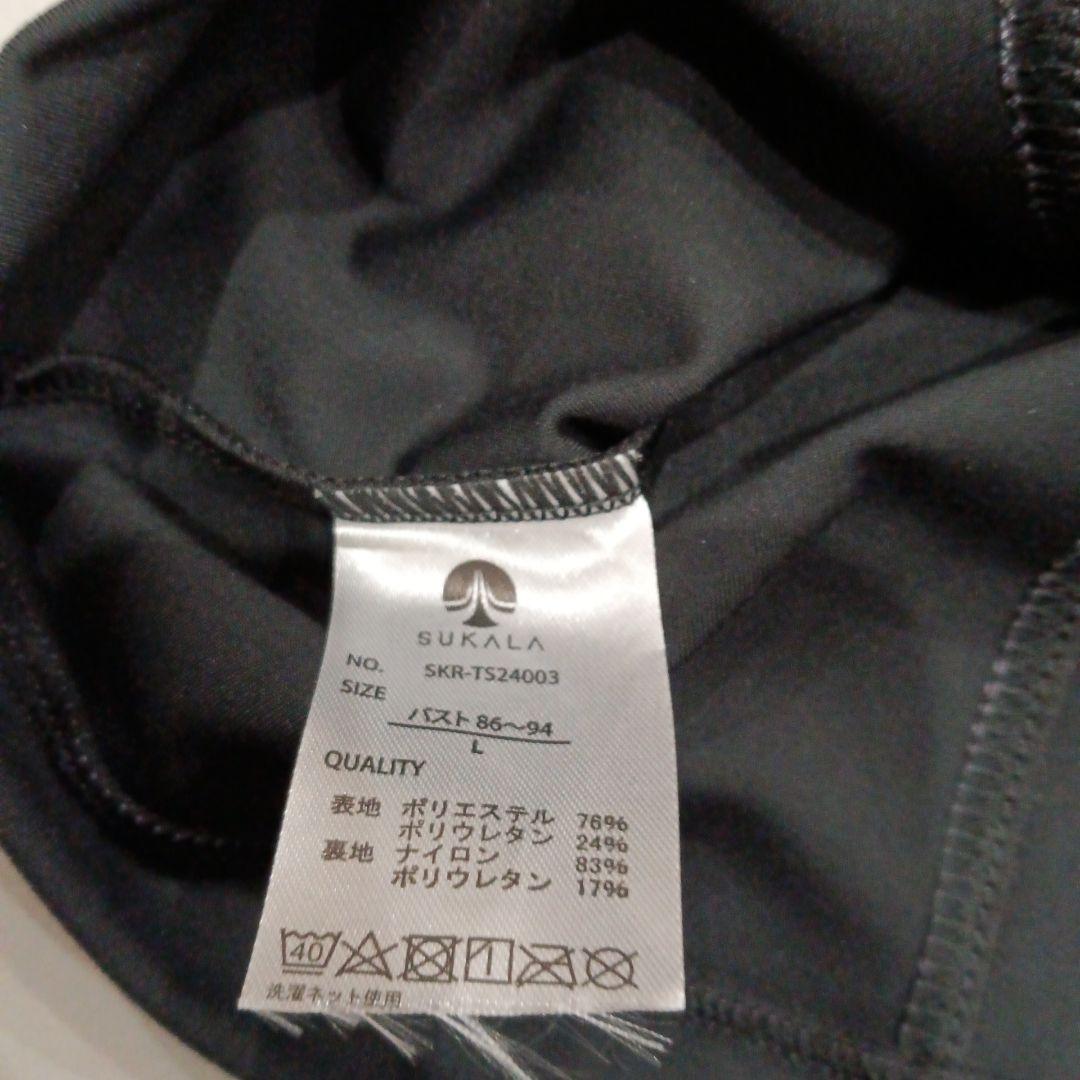 SUKALA
NO. SKR-TS24003
SIZE
バスト 86〜94
L
QUALITY
表地 ポリエステル 76%
ポリウレタン 24%
裏地 ナイロン 83%
ポリウレタン 17%
40
洗濯ネット使用